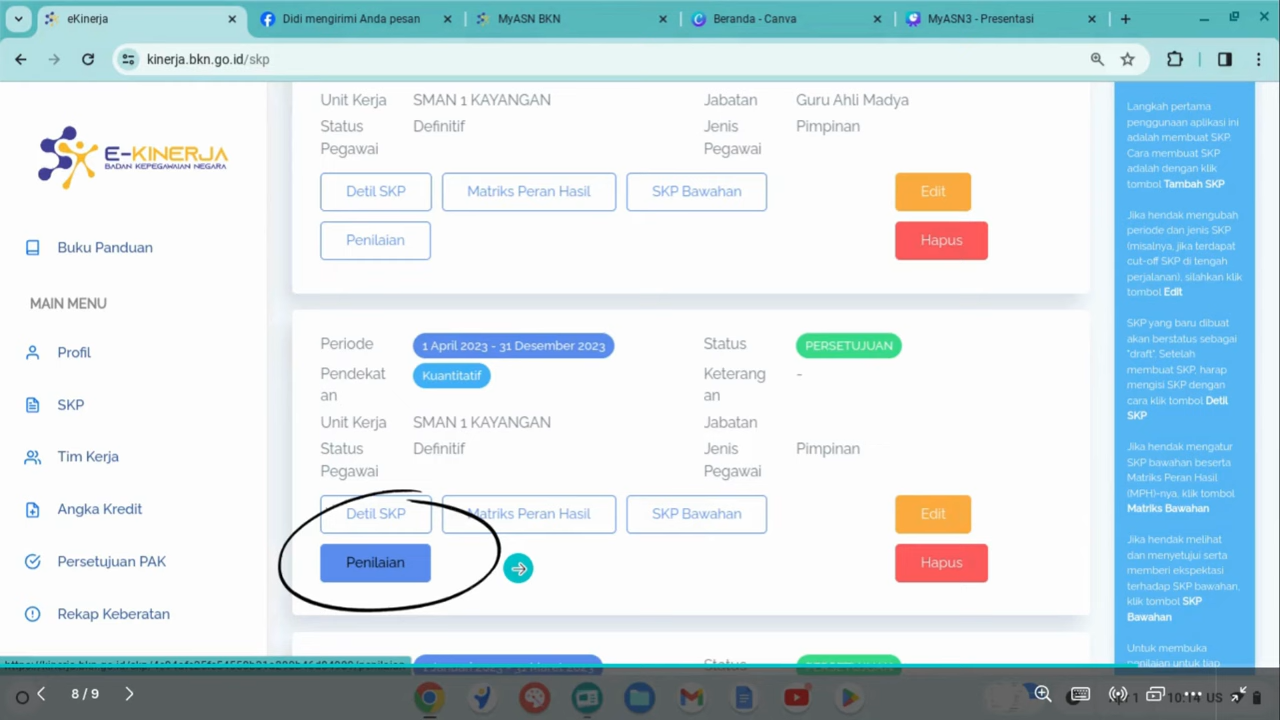 eKinerja
Didi mengirimi Anda pesan
MyASN BKN
Beranda - Canva
MyASN3 - Presentasi
kinerja.bkn.go.id/skp
E-KINERJA
BADAN KEPEGAWAIAN NEGARA
Buku Panduan
MAIN MENU
Profil
SKP
Tim Kerja
Angka Kredit
Persetujuan PAK
Rekap Keberatan
Unit Kerja SMAN 1 KAYANGAN Jabatan Guru Ahli Madya
Status Definitif Jenis Pimpinan
Pegawai Pegawai
Detil SKP Matriks Peran Hasil SKP Bawahan Edit
Penilaian Hapus
Periode 1 April 2023 - 31 Desember 2023 Status PERSETUJUAN
Pendekat Kuantitatif Keterang -
an an
Unit Kerja SMAN 1 KAYANGAN Jabatan
Status Definitif Jenis Pimpinan
Pegawai Pegawai
Detil SKP Matriks Peran Hasil SKP Bawahan Edit
Penilaian Hapus
Status
Langkah pertama
penggunaan aplikasi ini
adalah membuat SKP.
Cara membuat SKP
adalah dengan klik
tombol Tambah SKP
Jika hendak mengubah
periode dan jenis SKP
(misalnya, jika terdapat
cut-off SKP di tengah
perjalanan), silahkan klik
tombol Edit
SKP yang baru dibuat
akan berstatus sebagai
"draft". Setelah
membuat SKP, harap
mengisi SKP dengan
cara klik tombol Detil
SKP
Jika hendak mengatur
SKP bawahan beserta
Matriks Peran Hasil
(MPH)-nya, klik tombol
Matriks Bawahan
Jika hendak melihat
dan menyetujui serta
memberi ekspektasi
terhadap SKP bawahan,
klik tombol SKP
Bawahan
Untuk membuka
penilaian untuk tiap
8 / 9
10:14 US